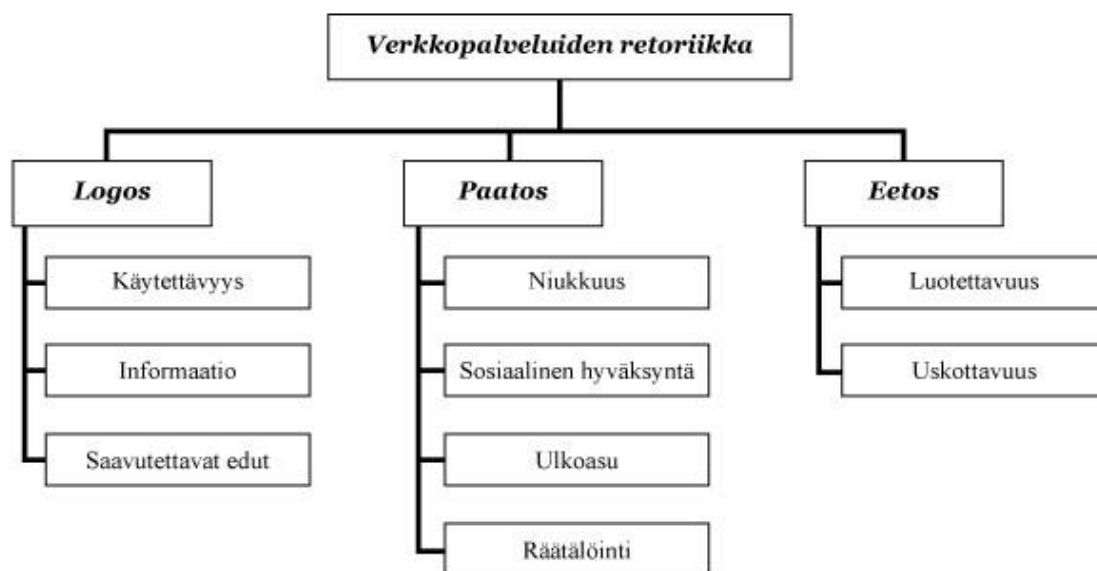 Verkkopalveluiden retoriikka
Logos
Käytettävyys
Informaatio
Saavutettavat edut
Paatos
Niukkuus
Sosiaalinen hyväksyntä
Ulkoasu
Räätälöinti
Eetos
Luotettavuus
Uskottavuus